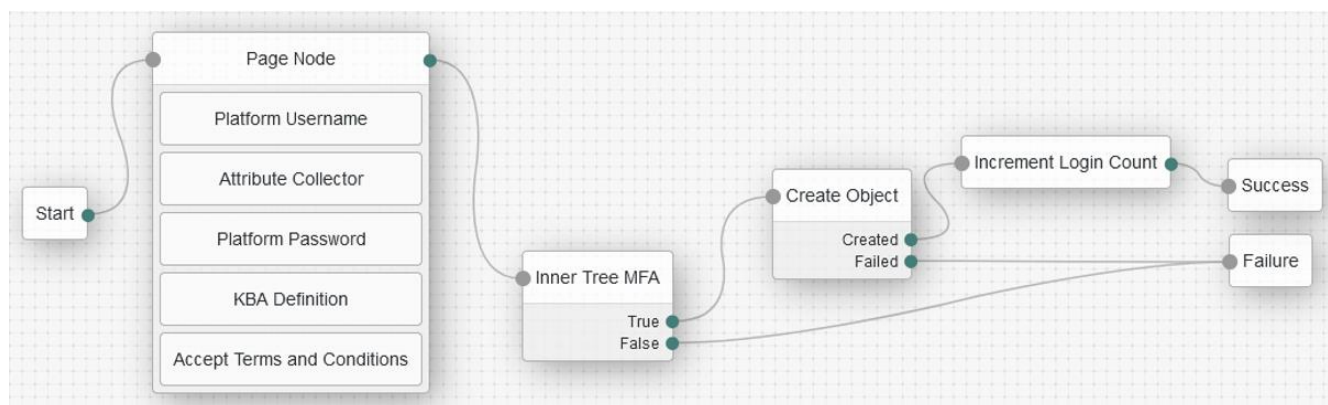 Start
Page Node
Platform Username
Attribute Collector
Platform Password
KBA Definition
Accept Terms and Conditions
Inner Tree MFA
True
False
Create Object
Created
Failed
Increment Login Count
Success
Failure